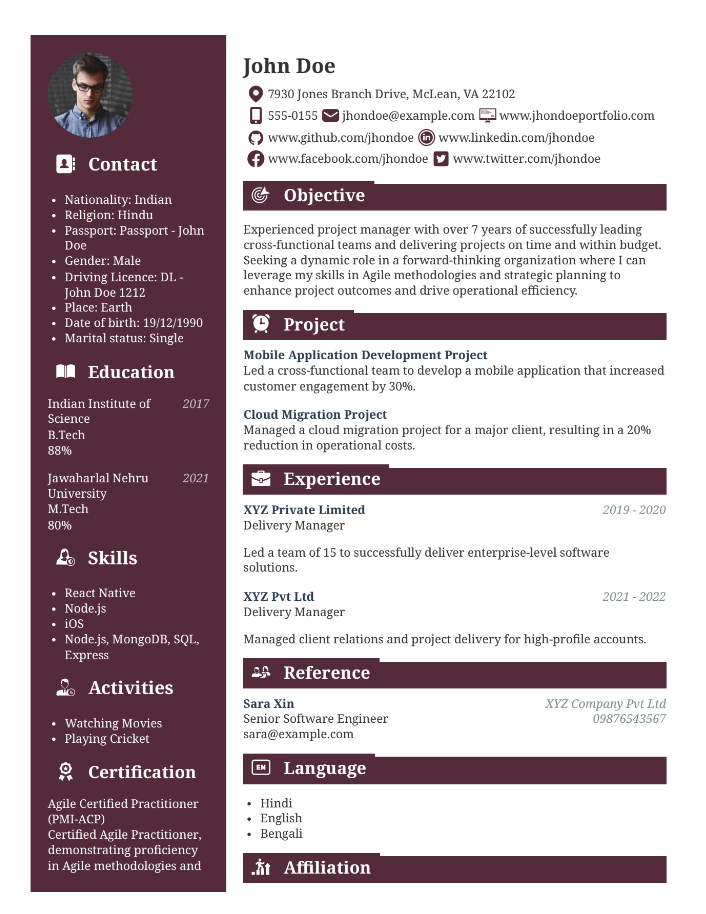 Contact
• Nationality: Indian
• Religion: Hindu
• Passport: Passport - John
Doe
• Gender: Male
• Driving Licence: DL -
John Doe 1212
• Place: Earth
• Date of birth: 19/12/1990
• Marital status: Single
Education
Indian Institute of 2017
Science
B.Tech
88%
Jawaharlal Nehru 2021
University
M.Tech
80%
Skills
• React Native
• Node.js
• iOS
• Node.js, MongoDB, SQL,
Express
Activities
• Watching Movies
• Playing Cricket
Certification
Agile Certified Practitioner
(PMI-ACP)
Certified Agile Practitioner,
demonstrating proficiency
in Agile methodologies and
John Doe
7930 Jones Branch Drive, McLean, VA 22102
555-0155 jhondoe@example.com www.jhondoeportfolio.com
www.github.com/jhondoe www.linkedin.com/jhondoe
www.facebook.com/jhondoe www.twitter.com/jhondoe
Objective
Experienced project manager with over 7 years of successfully leading
cross-functional teams and delivering projects on time and within budget.
Seeking a dynamic role in a forward-thinking organization where I can
leverage my skills in Agile methodologies and strategic planning to
enhance project outcomes and drive operational efficiency.
Project
Mobile Application Development Project
Led a cross-functional team to develop a mobile application that increased
customer engagement by 30%.
Cloud Migration Project
Managed a cloud migration project for a major client, resulting in a 20%
reduction in operational costs.
Experience
XYZ Private Limited 2019 - 2020
Delivery Manager
Led a team of 15 to successfully deliver enterprise-level software
solutions.
XYZ Pvt Ltd 2021 - 2022
Delivery Manager
Managed client relations and project delivery for high-profile accounts.
Reference
Sara Xin XYZ Company Pvt Ltd
Senior Software Engineer 09876543567
sara@example.com
EN Language
• Hindi
• English
• Bengali
Affiliation